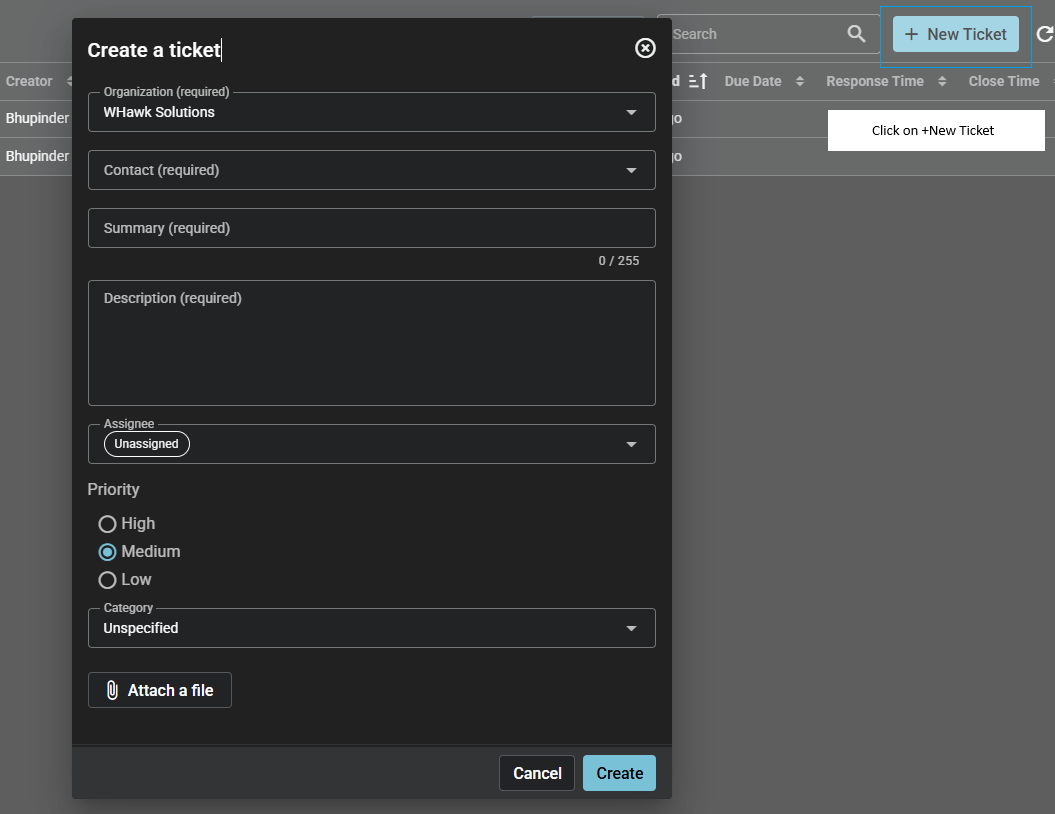 Search
+ New Ticket
Creator
d
Due Date
Response Time
Close Time
Bhupinder
go
Click on +New Ticket
Bhupinder
go
Create a ticket
Organization (required)
WHawk Solutions
Contact (required)
Summary (required)
0 / 255
Description (required)
Assignee
Unassigned
Priority
High
Medium
Low
Category
Unspecified
Attach a file
Cancel
Create